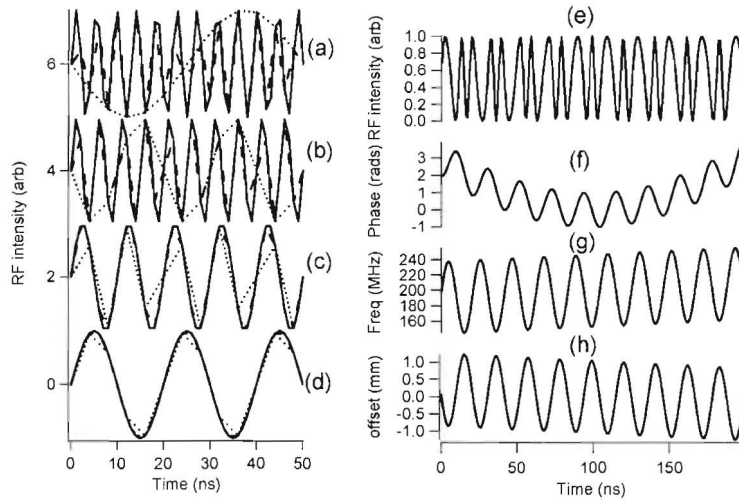 RF intensity (arb)
6
4
2
0
(a)
(b)
(c)
(d)
0 10 20 30 40 50
Time (ns)
(e)
RF intensity (arb)
1.0
0.8
0.6
0.4
0.2
0.0
(f)
Phase (rads)
3
2
1
0
-1
(g)
Freq (MHz)
240
220
200
180
160
(h)
offset (mm)
1.0
0.5
0.0
-0.5
-1.0
0 50 100 150
Time (ns)